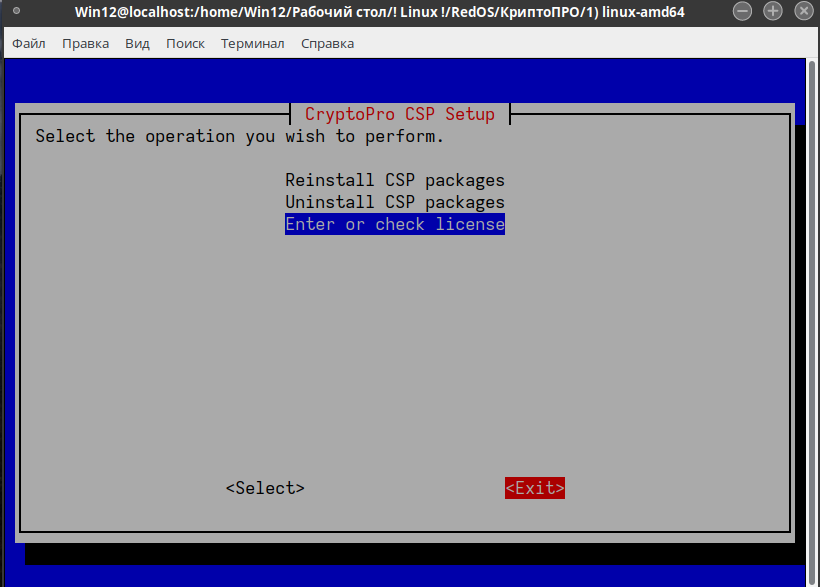 Win12@localhost:/home/Win12/Рабочий стол/! Linux !/RedOS/КриптоПРО/1) linux-amd64
Файл Правка Вид Поиск Терминал Справка
CryptoPro CSP Setup
Select the operation you wish to perform.
Reinstall CSP packages
Uninstall CSP packages
Enter or check license
<Select> <Exit>